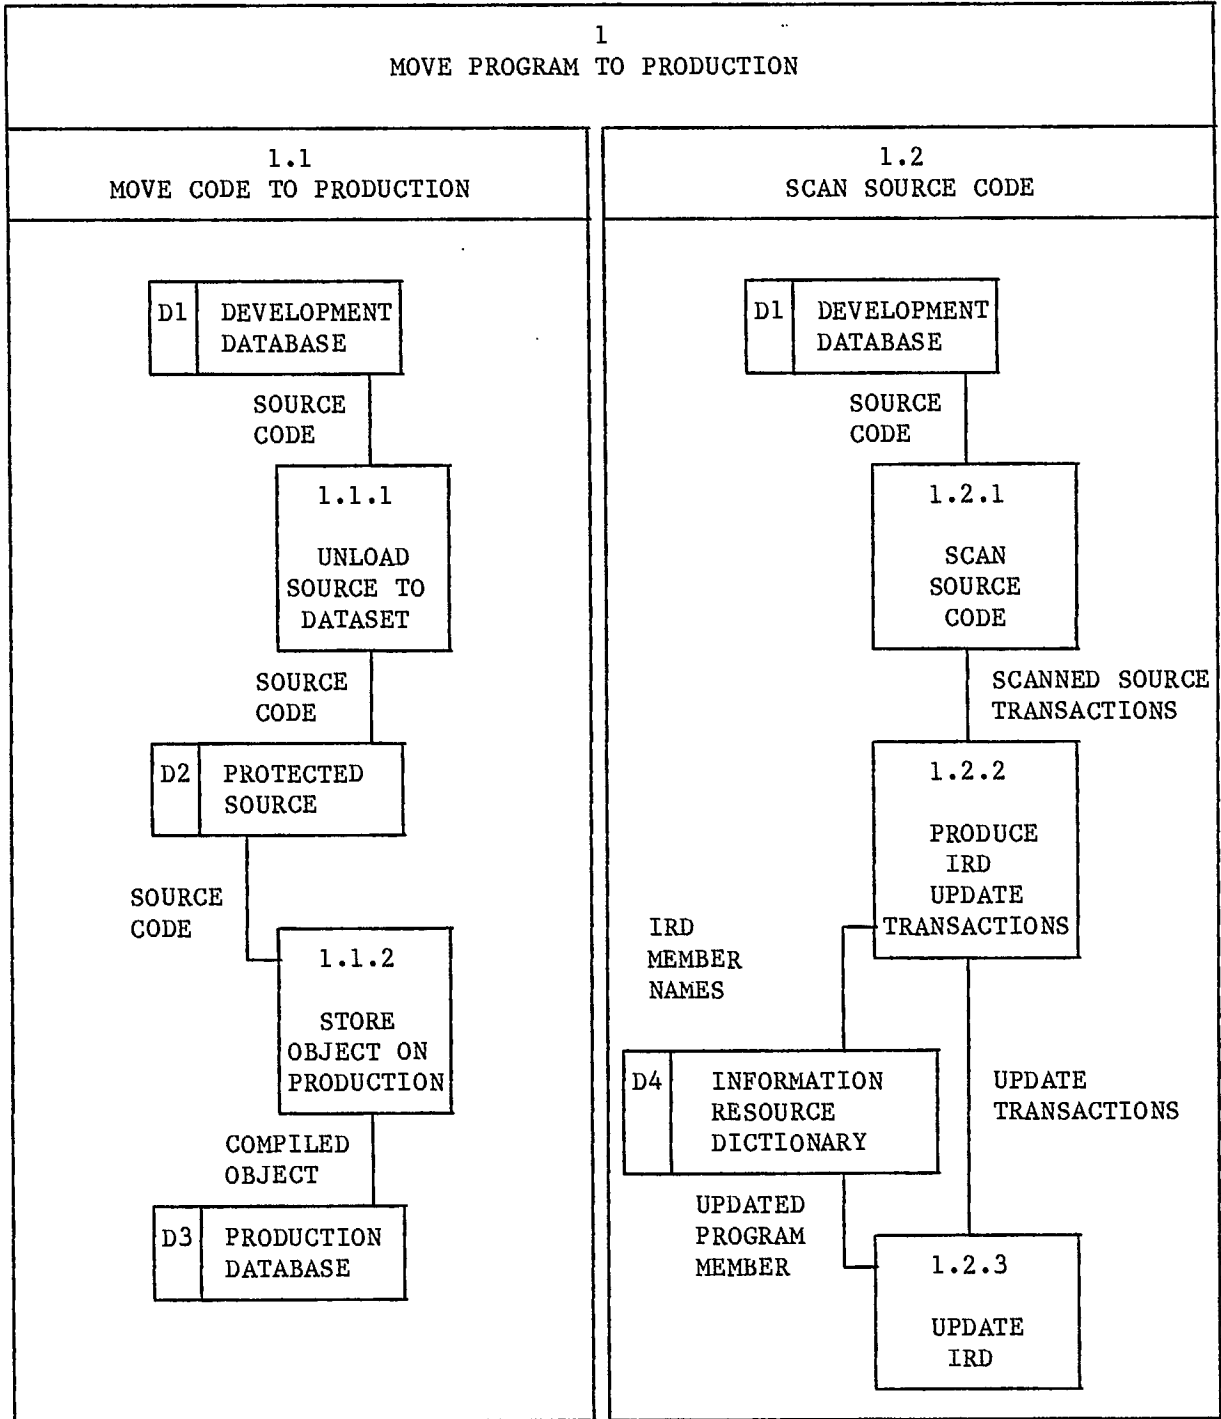 1
MOVE PROGRAM TO PRODUCTION
1.1
MOVE CODE TO PRODUCTION
D1
DEVELOPMENT
DATABASE
SOURCE
CODE
1.1.1
UNLOAD
SOURCE TO
DATASET
SOURCE
CODE
D2
PROTECTED
SOURCE
SOURCE
CODE
1.1.2
STORE
OBJECT ON
PRODUCTION
COMPILED
OBJECT
D3
PRODUCTION
DATABASE
1.2
SCAN SOURCE CODE
D1
DEVELOPMENT
DATABASE
SOURCE
CODE
1.2.1
SCAN
SOURCE
CODE
SCANNED SOURCE
TRANSACTIONS
1.2.2
PRODUCE
IRD
UPDATE
TRANSACTIONS
IRD
MEMBER
NAMES
D4
INFORMATION
RESOURCE
DICTIONARY
UPDATE
TRANSACTIONS
UPDATED
PROGRAM
MEMBER
1.2.3
UPDATE
IRD